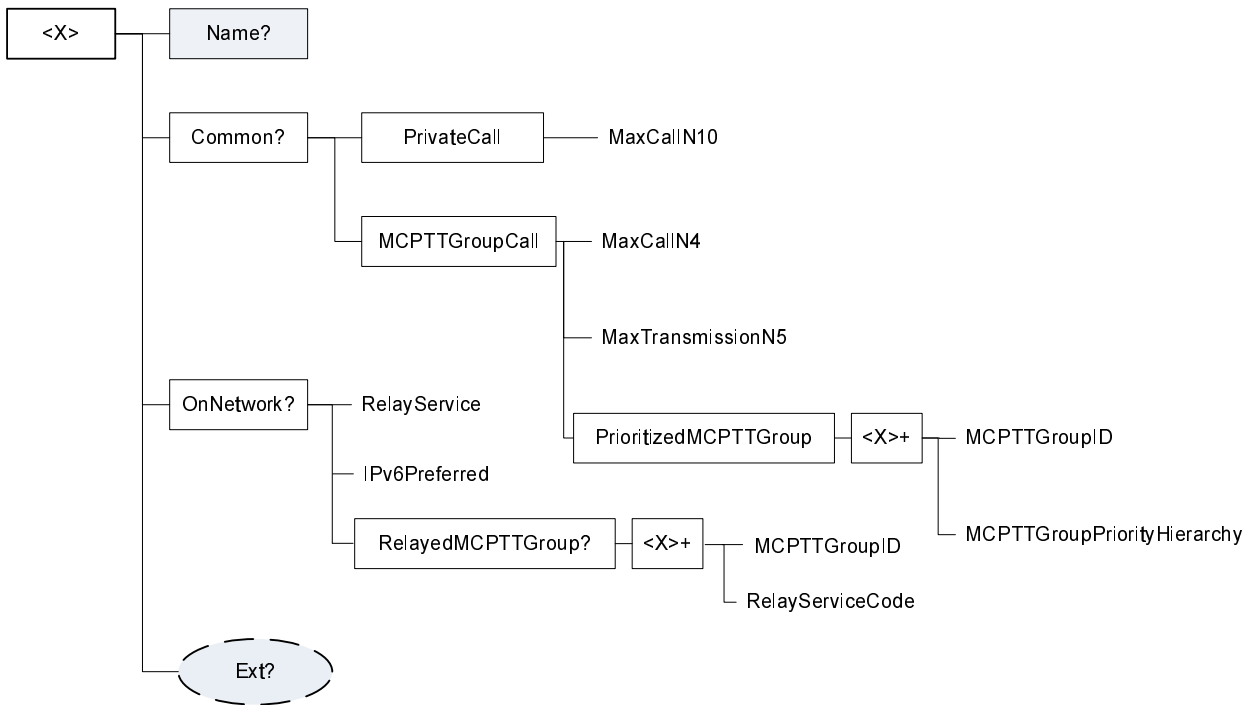 <X>
Name?
Common?
PrivateCall
MaxCallN10
MCPTTGroupCall
MaxCallN4
MaxTransmissionN5
OnNetwork?
RelayService
PrioritizedMCPTTGroup
<X>+
MCPTTGroupID
IPv6Preferred
MCPTTGroupPriorityHierarchy
RelayedMCPTTGroup?
<X>+
MCPTTGroupID
RelayServiceCode
Ext?